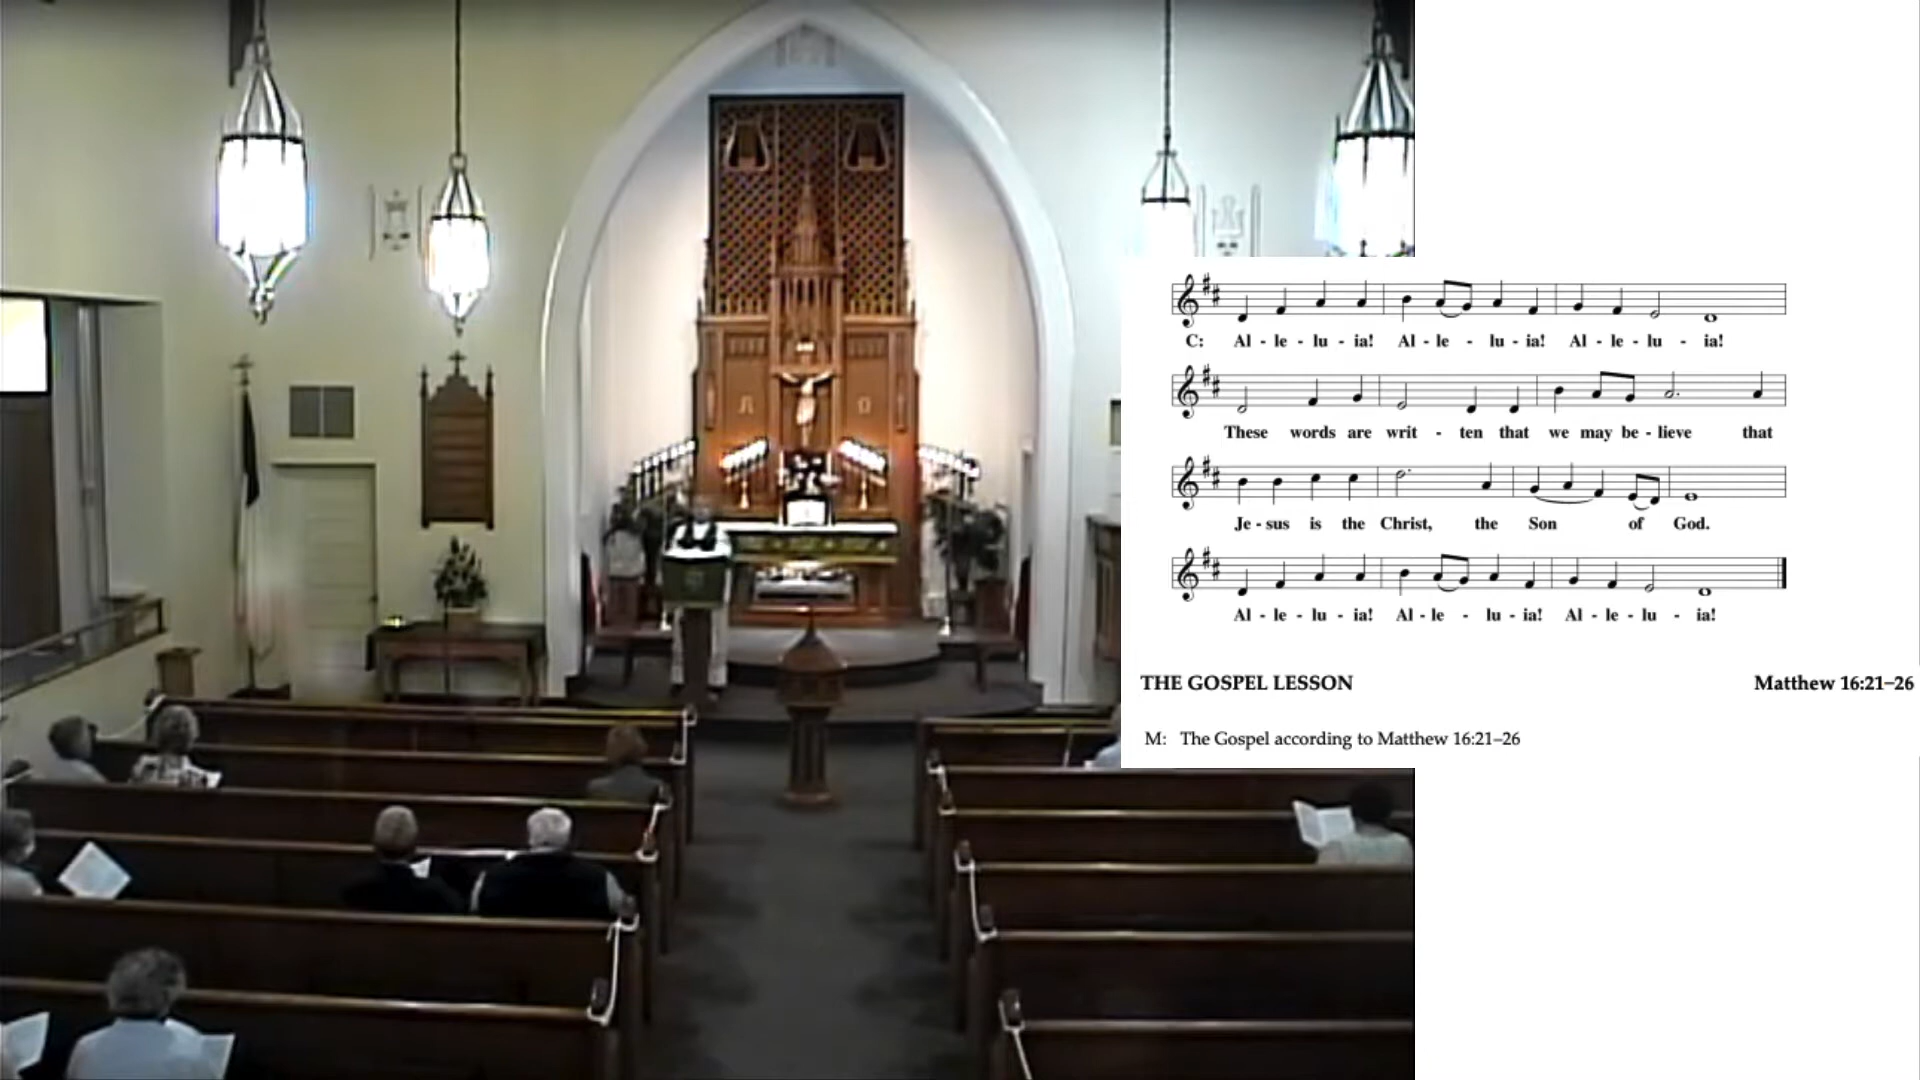 C: Al - le - lu - ia! Al - le - lu - ia! Al - le - lu - ia!
These words are writ - ten that we may be - lieve that
Je - sus is the Christ, the Son of God.
Al - le - lu - ia! Al - le - lu - ia! Al - le - lu - ia!
THE GOSPEL LESSON Matthew 16:21–26
M: The Gospel according to Matthew 16:21–26